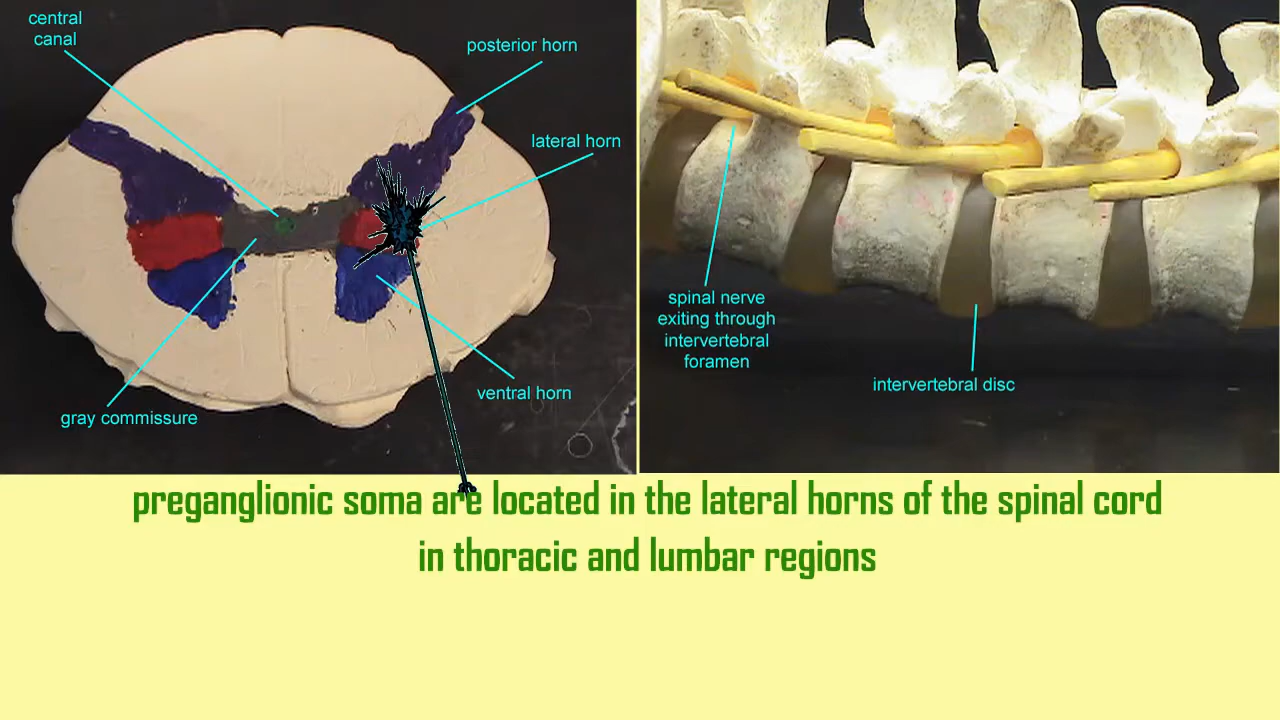 central
canal
posterior horn
lateral horn
ventral horn
gray commissure
spinal nerve
exiting through
intervertebral
foramen
intervertebral disc
preganglionic soma are located in the lateral horns of the spinal cord
in thoracic and lumbar regions